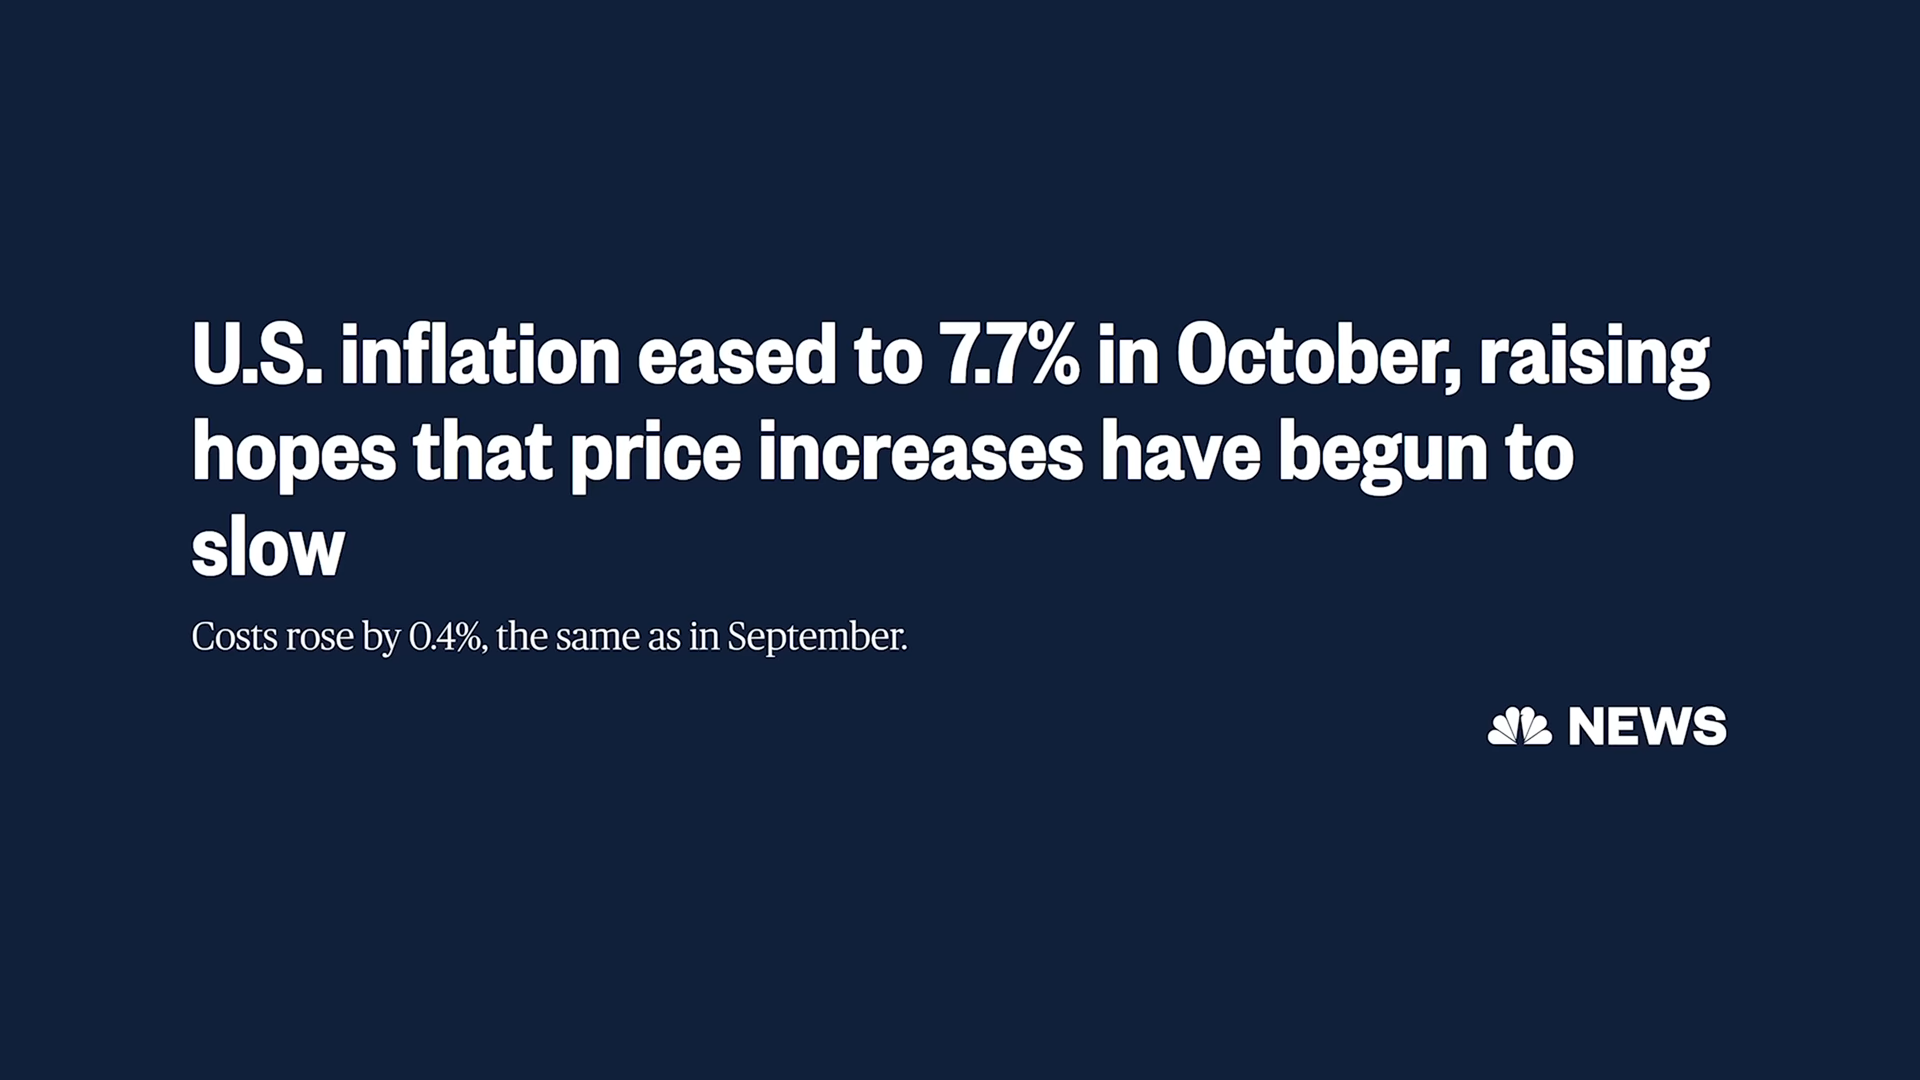 U.S. inflation eased to 7.7% in October, raising
hopes that price increases have begun to
slow
Costs rose by 0.4%, the same as in September.
NEWS